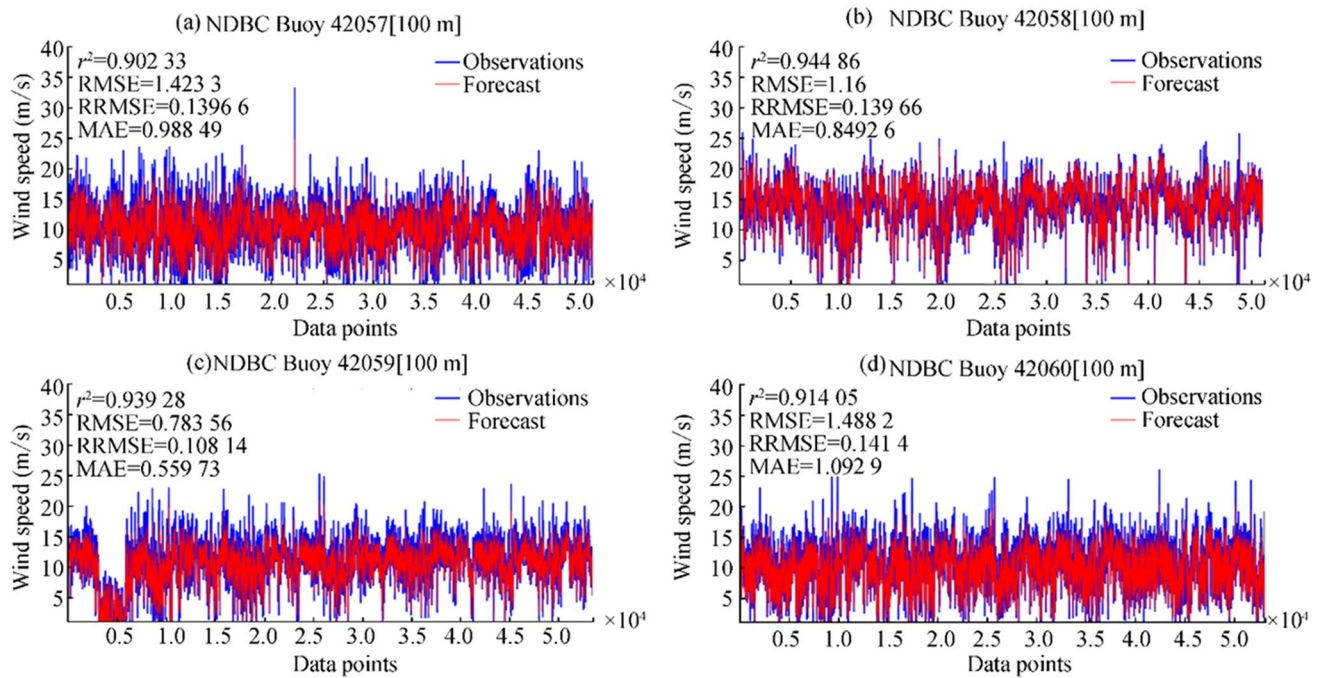 (a) NDBC Buoy 42057[100 m]
40
35
30
25
20
15
10
5
Wind speed (m/s)
r²=0.902 33
RMSE=1.423 3
RRMSE=0.1396 6
MAE=0.988 49
Observations
Forecast
0.5 1.0 1.5 2.0 2.5 3.0 3.5 4.0 4.5 5.0
×10⁴
Data points
(b) NDBC Buoy 42058[100 m]
40
35
30
25
20
15
10
5
Wind speed (m/s)
r²=0.944 86
RMSE=1.16
RRMSE=0.139 66
MAE=0.8492 6
Observations
Forecast
0.5 1.0 1.5 2.0 2.5 3.0 3.5 4.0 4.5 5.0
×10⁴
Data points
(c)NDBC Buoy 42059[100 m]
40
35
30
25
20
15
10
5
Wind speed (m/s)
r²=0.939 28
RMSE=0.783 56
RRMSE=0.108 14
MAE=0.559 73
Observations
Forecast
0.5 1.0 1.5 2.0 2.5 3.0 3.5 4.0 4.5 5.0
×10⁴
Data points
(d) NDBC Buoy 42060[100 m]
40
35
30
25
20
15
10
5
Wind speed (m/s)
r²=0.914 05
RMSE=1.488 2
RRMSE=0.141 4
MAE=1.092 9
Observations
Forecast
0.5 1.0 1.5 2.0 2.5 3.0 3.5 4.0 4.5 5.0
×10⁴
Data points